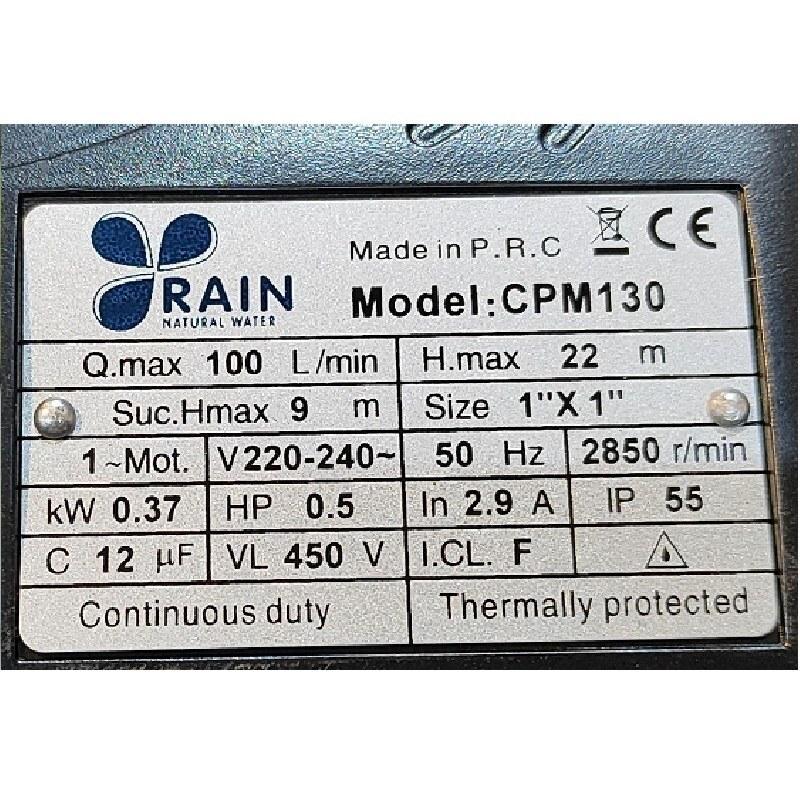 RAIN
NATURAL WATER
Made in P.R.C
CE
Model:CPM130
Q.max 100 L/min H.max 22 m
Suc.Hmax 9 m Size 1"X 1"
1~Mot. V220-240~ 50 Hz 2850 r/min
kW 0.37 HP 0.5 In 2.9 A IP 55
C 12 µF VL 450 V I.CL. F
Continuous duty Thermally protected